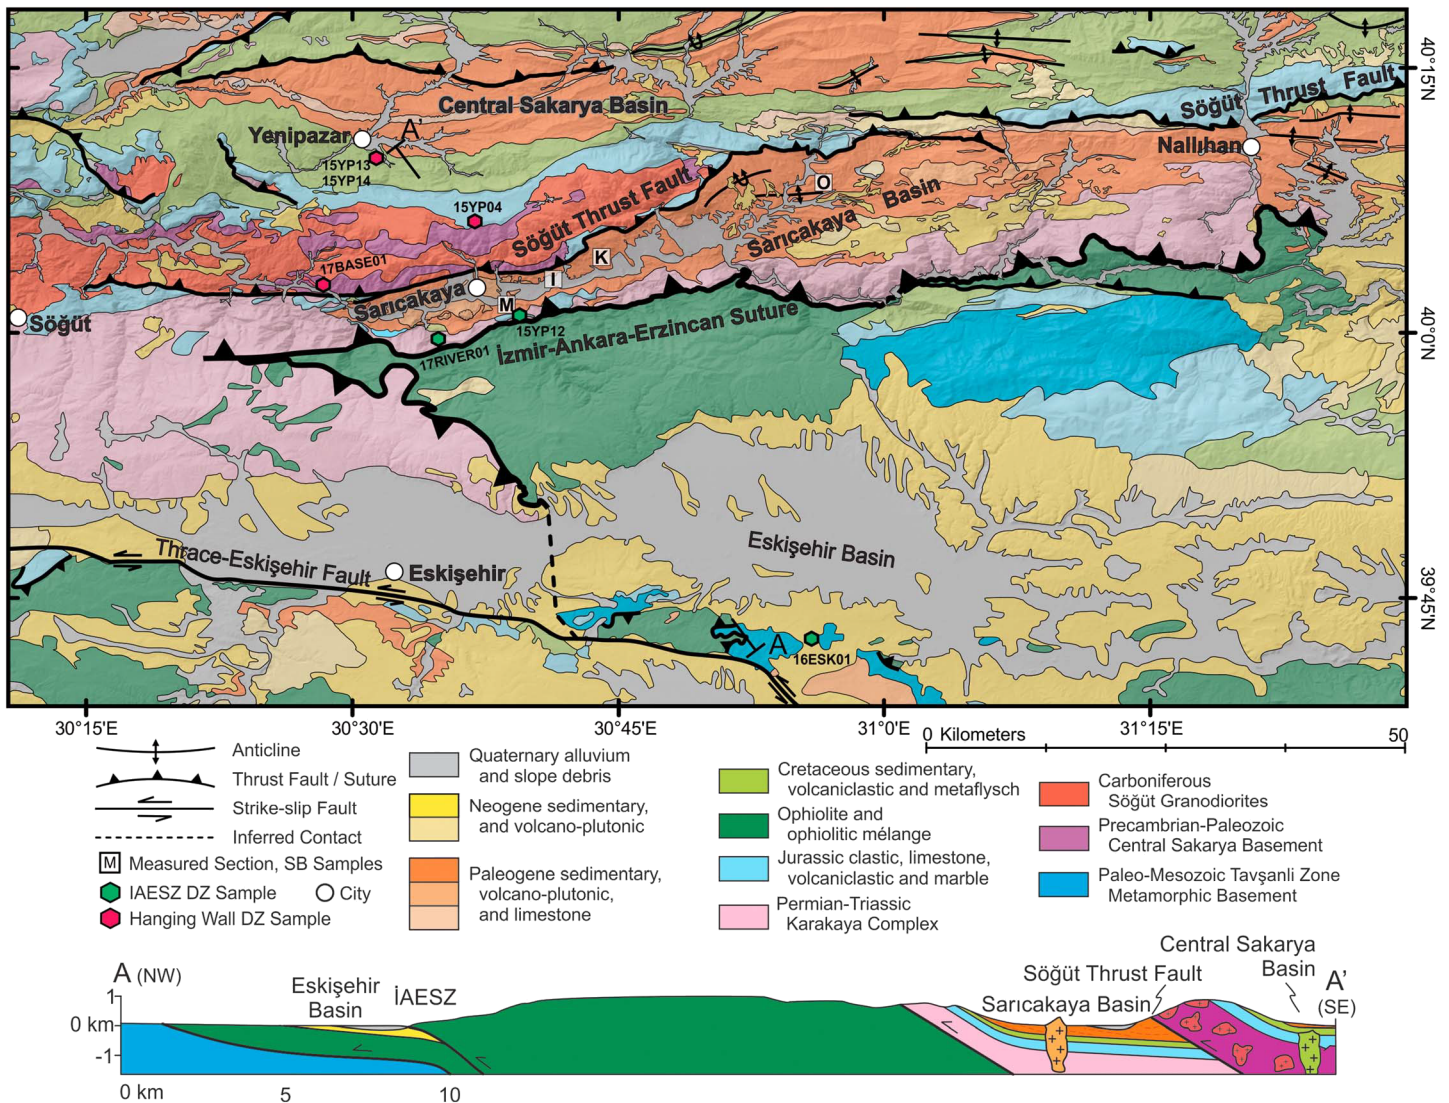 40°15'N
Central Sakarya Basin
Söğüt Thrust Fault
Yenipazar
A'
15YP13
15YP14
Nallıhan
O
15YP04
Söğüt Thrust Fault
Sarıcakaya Basin
K
17BASE01
I
Sarıcakaya
M
Söğüt
15YP12
40°0'N
17RIVER01
İzmir-Ankara-Erzincan Suture
Eskişehir Basin
Thrace-Eskişehir Fault
Eskişehir
39°45'N
A
16ESK01
30°15'E
30°30'E
30°45'E
31°0'E
31°15'E
0 Kilometers
50
Anticline
Thrust Fault / Suture
Strike-slip Fault
Inferred Contact
M Measured Section, SB Samples
IAESZ DZ Sample
City
Hanging Wall DZ Sample
Quaternary alluvium
and slope debris
Neogene sedimentary,
and volcano-plutonic
Paleogene sedimentary,
volcano-plutonic,
and limestone
Cretaceous sedimentary,
volcaniclastic and metaflysch
Ophiolite and
ophiolitic mélange
Jurassic clastic, limestone,
volcaniclastic and marble
Permian-Triassic
Karakaya Complex
Carboniferous
Söğüt Granodiorites
Precambrian-Paleozoic
Central Sakarya Basement
Paleo-Mesozoic Tavşanli Zone
Metamorphic Basement
A (NW)
Eskişehir
Basin
İAESZ
Söğüt Thrust Fault
Sarıcakaya Basin
Central Sakarya
Basin
A'
(SE)
1
0 km
-1
0 km
5
10